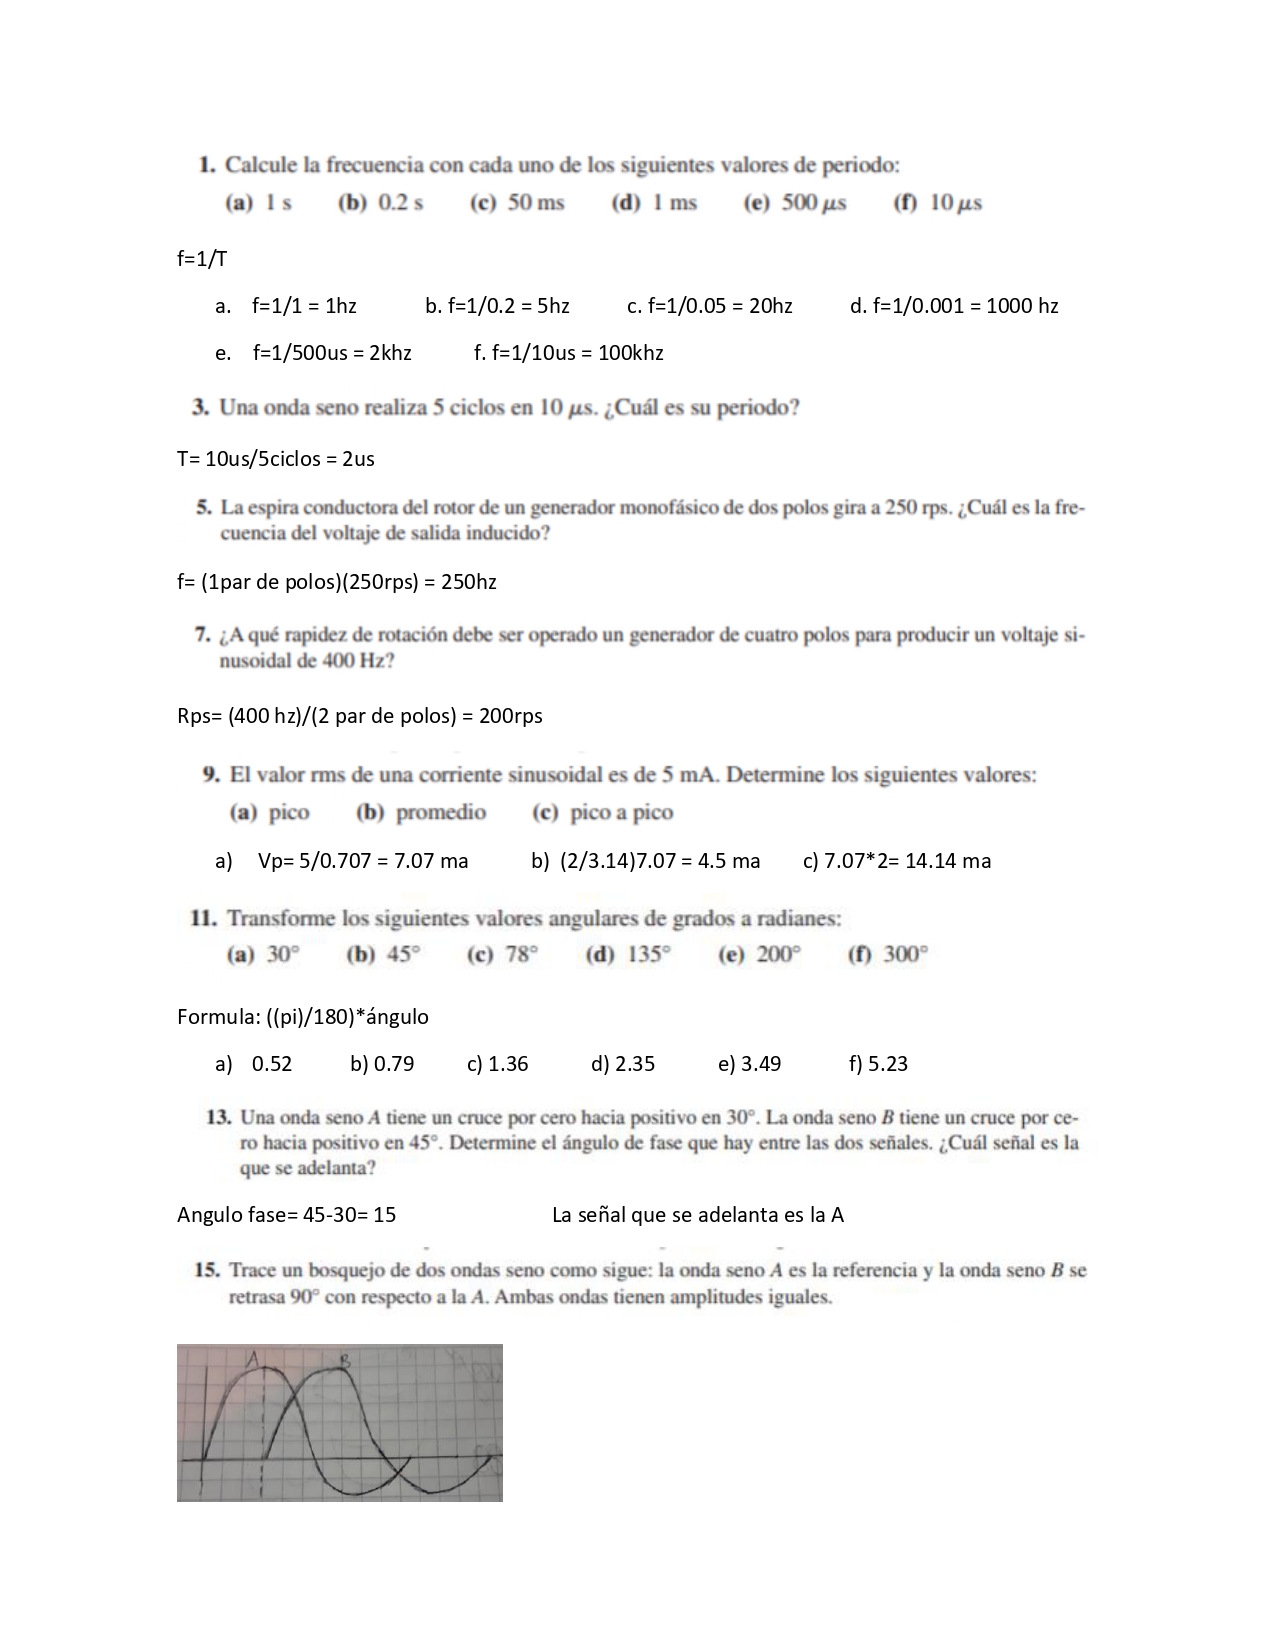 1. Calcule la frecuencia con cada uno de los siguientes valores de periodo:
(a) 1 s (b) 0.2 s (c) 50 ms (d) 1 ms (e) 500 μs (f) 10 μs
f=1/T
a. f=1/1 = 1hz b. f=1/0.2 = 5hz c. f=1/0.05 = 20hz d. f=1/0.001 = 1000 hz
e. f=1/500us = 2khz f. f=1/10us = 100khz
3. Una onda seno realiza 5 ciclos en 10 μs. ¿Cuál es su periodo?
T= 10us/5ciclos = 2us
5. La espira conductora del rotor de un generador monofásico de dos polos gira a 250 rps. ¿Cuál es la fre-
cuencia del voltaje de salida inducido?
f= (1par de polos)(250rps) = 250hz
7. ¿A qué rapidez de rotación debe ser operado un generador de cuatro polos para producir un voltaje si-
nusoidal de 400 Hz?
Rps= (400 hz)/(2 par de polos) = 200rps
9. El valor rms de una corriente sinusoidal es de 5 mA. Determine los siguientes valores:
(a) pico (b) promedio (c) pico a pico
a) Vp= 5/0.707 = 7.07 ma b) (2/3.14)7.07 = 4.5 ma c) 7.07*2= 14.14 ma
11. Transforme los siguientes valores angulares de grados a radianes:
(a) 30° (b) 45° (c) 78° (d) 135° (e) 200° (f) 300°
Formula: ((pi)/180)*ángulo
a) 0.52 b) 0.79 c) 1.36 d) 2.35 e) 3.49 f) 5.23
13. Una onda seno A tiene un cruce por cero hacia positivo en 30°. La onda seno B tiene un cruce por ce-
ro hacia positivo en 45°. Determine el ángulo de fase que hay entre las dos señales. ¿Cuál señal es la
que se adelanta?
Angulo fase= 45-30= 15 La señal que se adelanta es la A
15. Trace un bosquejo de dos ondas seno como sigue: la onda seno A es la referencia y la onda seno B se
retrasa 90° con respecto a la A. Ambas ondas tienen amplitudes iguales.
A B